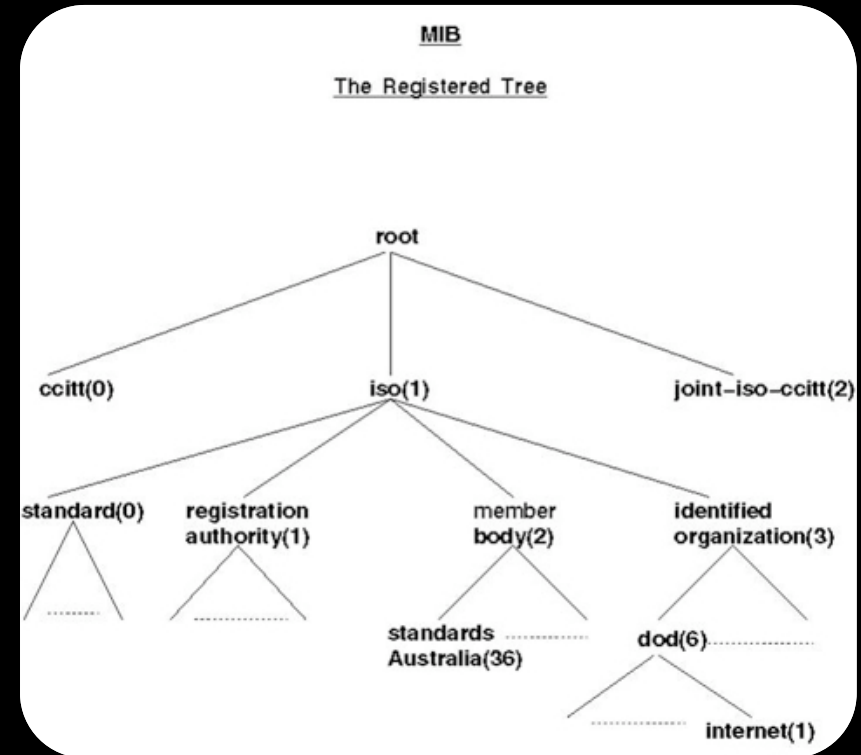 MIB
The Registered Tree
root
ccitt(0)
iso(1)
joint-iso-ccitt(2)
standard(0)
registration
authority(1)
member
body(2)
identified
organization(3)
standards
Australia(36)
dod(6)
internet(1)